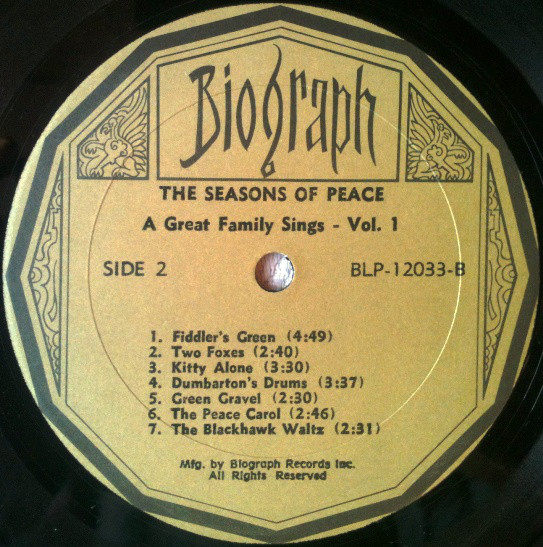 Biograph
THE SEASONS OF PEACE
A Great Family Sings - Vol. 1
SIDE 2 BLP-12033-B
1. Fiddler's Green (4:49)
2. Two Foxes (2:40)
3. Kitty Alone (3:30)
4. Dumbarton's Drums (3:37)
5. Green Gravel (2:30)
6. The Peace Carol (2:46)
7. The Blackhawk Waltz (2:31)
Mfg. by Biograph Records Inc.
All Rights Reserved